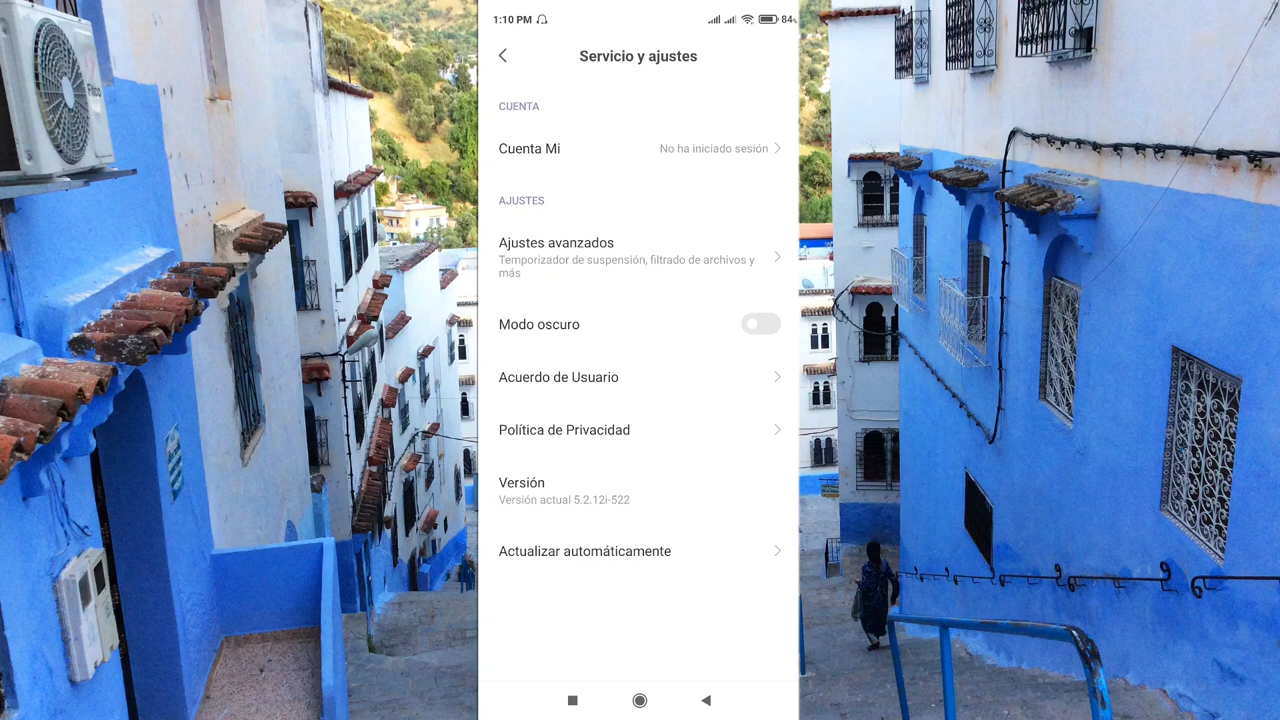 1:10 PM
84
Servicio y ajustes
CUENTA
Cuenta Mi
No ha iniciado sesión
AJUSTES
Ajustes avanzados
Temporizador de suspensión, filtrado de archivos y
más
Modo oscuro
Acuerdo de Usuario
Política de Privacidad
Versión
Versión actual 5.2.12i-522
Actualizar automáticamente